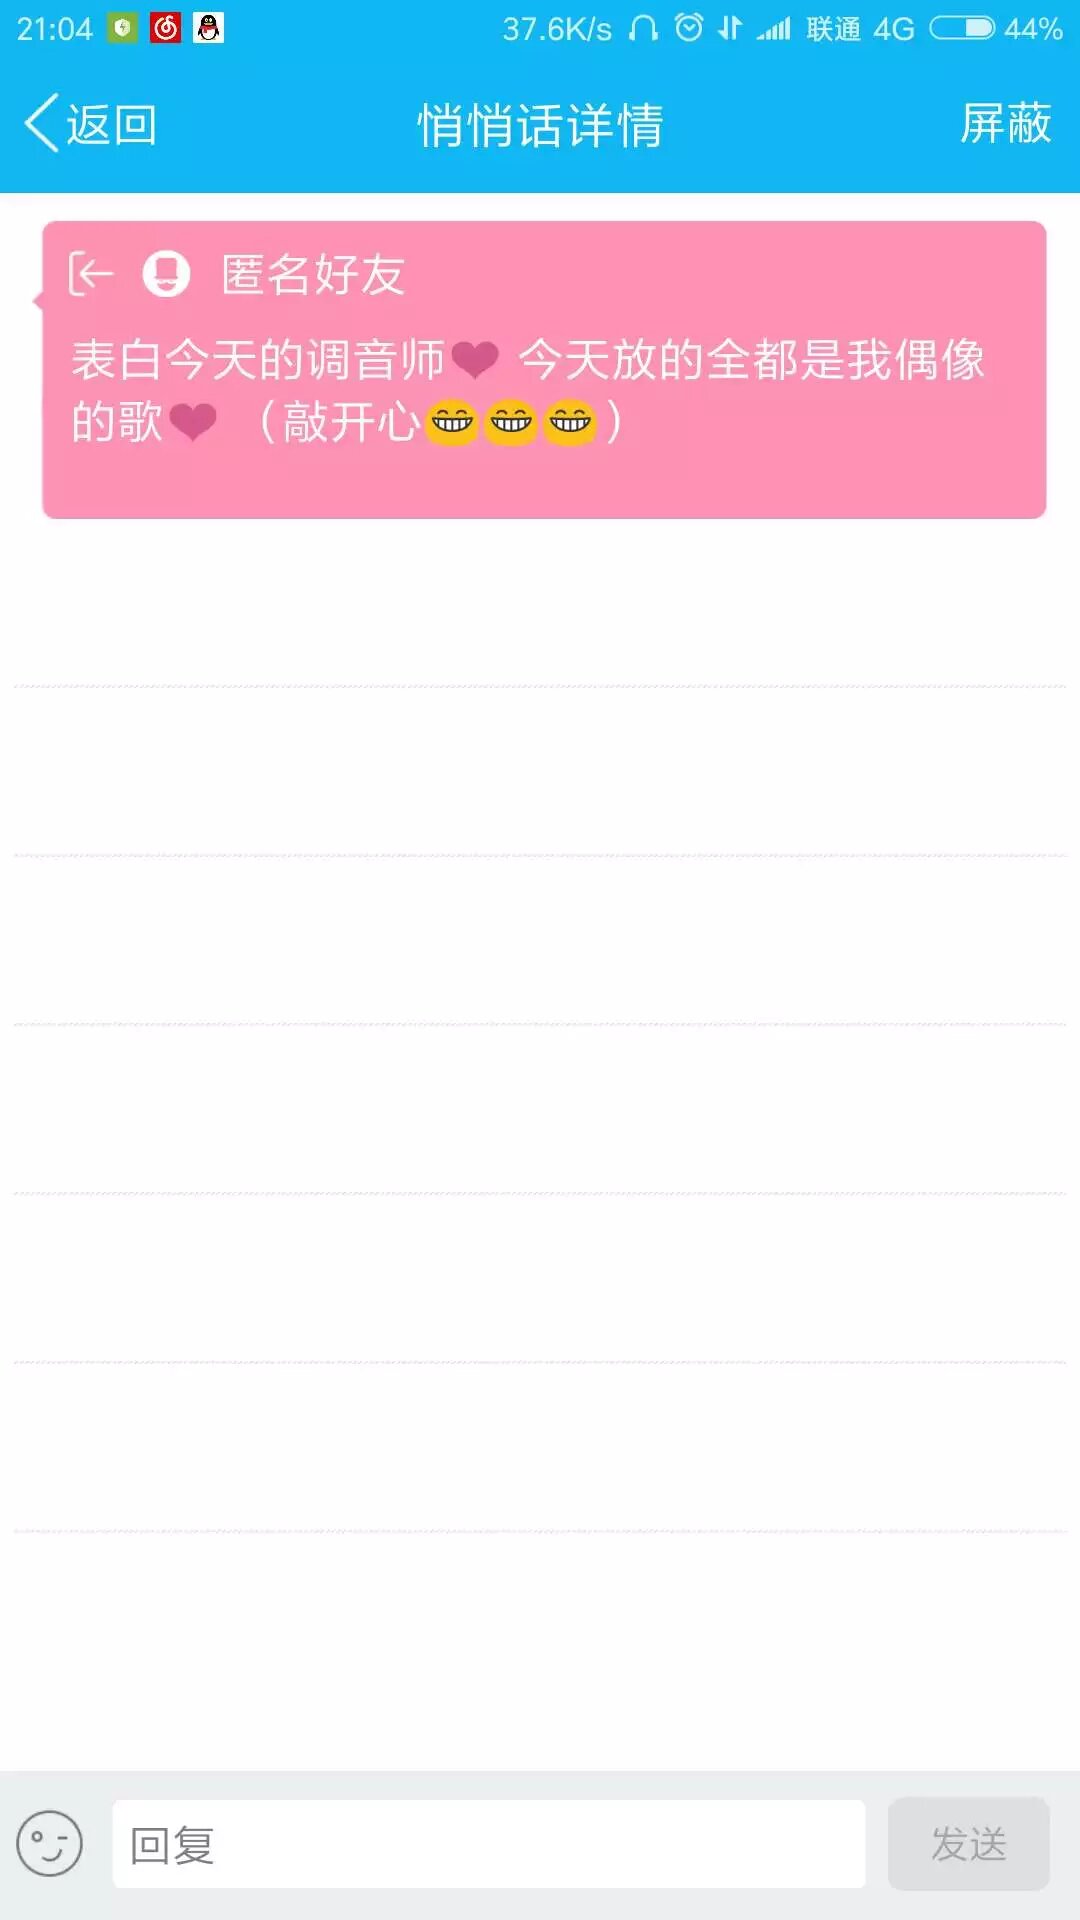 21:04 37.6K/s 联通 4G 44%
返回 悄悄话详情 屏蔽
匿名好友
表白今天的调音师❤ 今天放的全都是我偶像
的歌❤ （敲开心😁😁😁）
回复 发送